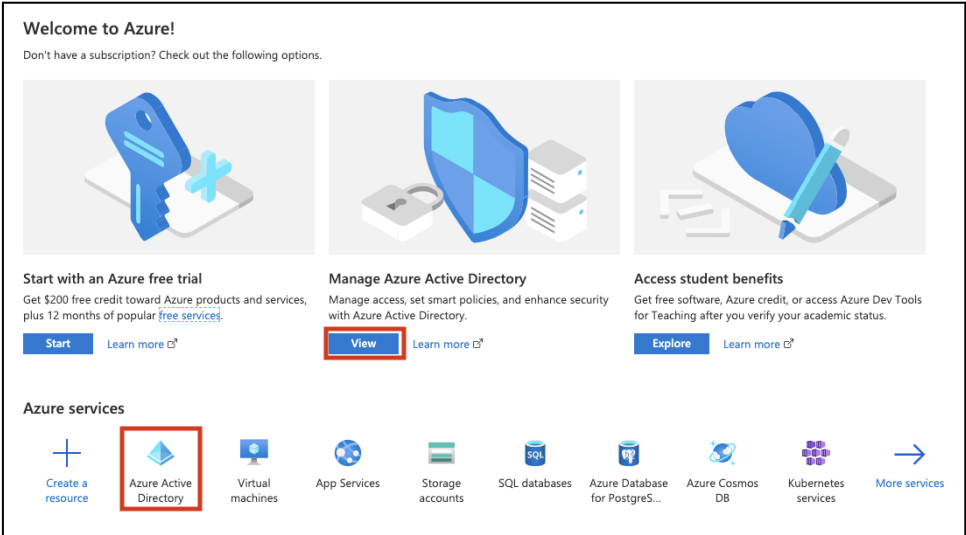 Welcome to Azure!
Don't have a subscription? Check out the following options.
Start with an Azure free trial
Get $200 free credit toward Azure products and services,
plus 12 months of popular free services.
Start
Learn more
Manage Azure Active Directory
Manage access, set smart policies, and enhance security
with Azure Active Directory.
View
Learn more
Access student benefits
Get free software, Azure credit, or access Azure Dev Tools
for Teaching after you verify your academic status.
Explore
Learn more
Azure services
Create a
resource
Azure Active
Directory
Virtual
machines
App Services
Storage
accounts
SQL
SQL databases
Azure Database
for PostgreS...
Azure Cosmos
DB
Kubernetes
services
More services